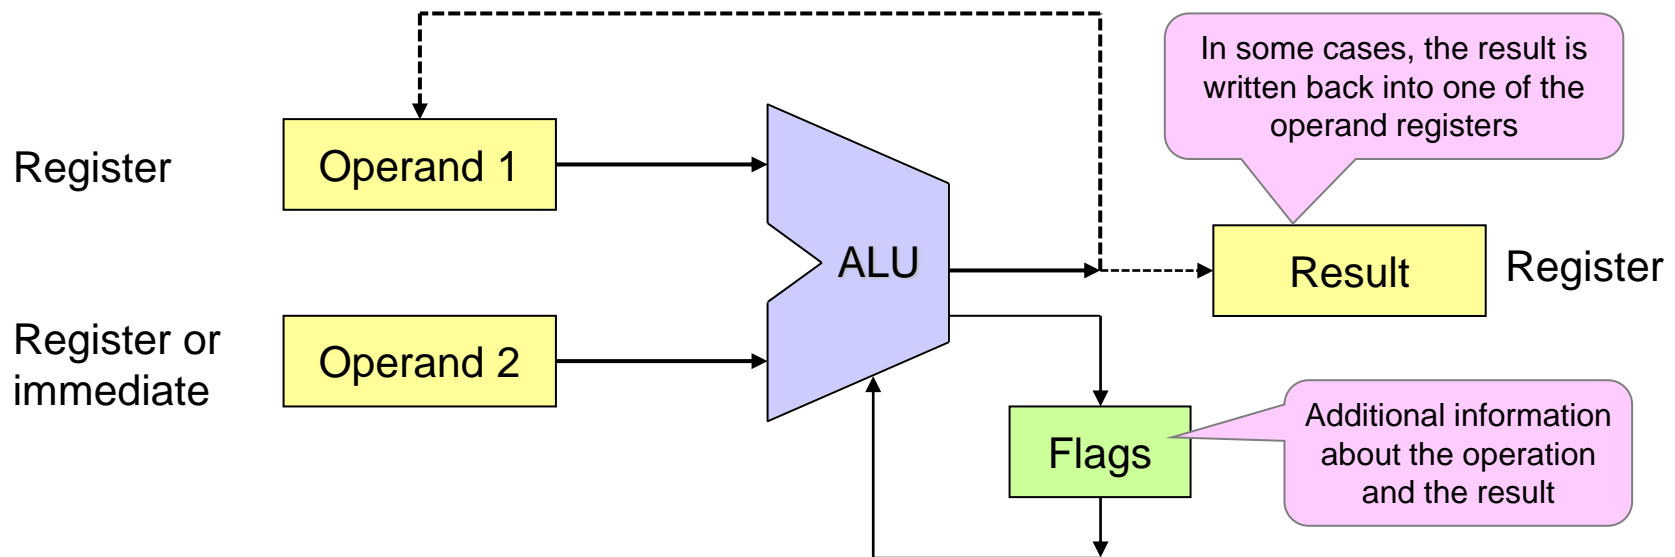 In some cases, the result is
written back into one of the
operand registers
Register
Operand 1
ALU
Result
Register
Register or
immediate
Operand 2
Flags
Additional information
about the operation
and the result